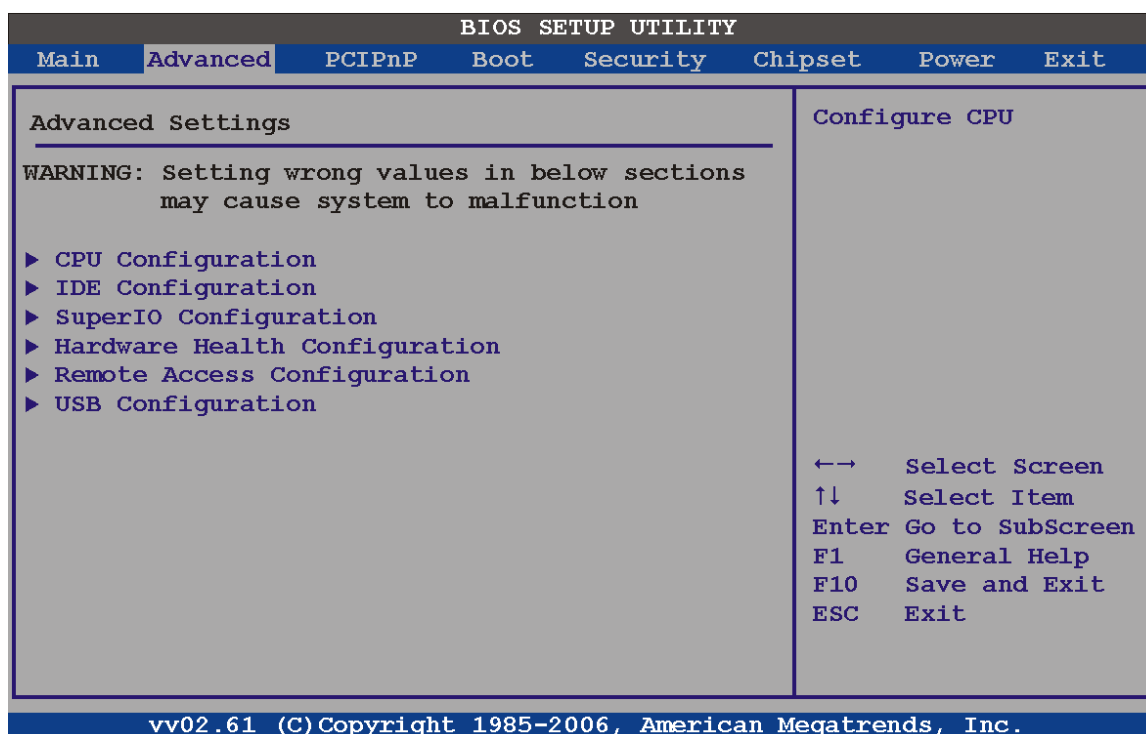 BIOS SETUP UTILITY
Main Advanced PCIPnP Boot Security Chipset Power Exit
Advanced Settings
WARNING: Setting wrong values in below sections
may cause system to malfunction
▶ CPU Configuration
▶ IDE Configuration
▶ SuperIO Configuration
▶ Hardware Health Configuration
▶ Remote Access Configuration
▶ USB Configuration
Configure CPU
←→ Select Screen
↑↓ Select Item
Enter Go to SubScreen
F1 General Help
F10 Save and Exit
ESC Exit
vv02.61 (C)Copyright 1985-2006, American Megatrends, Inc.